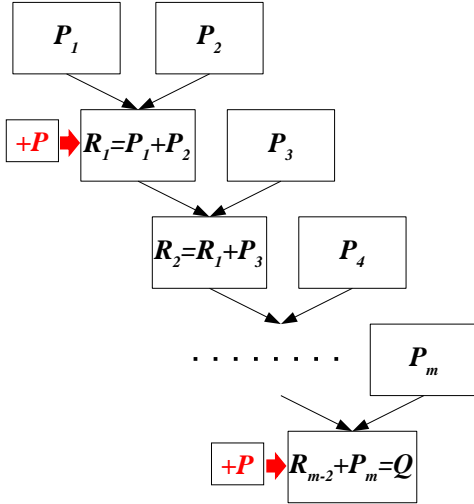 P₁ P₂
+P R₁=P₁+P₂ P₃
R₂=R₁+P₃ P₄
. . . . . . . .
Pₘ
+P Rₘ₋₂+Pₘ=Q